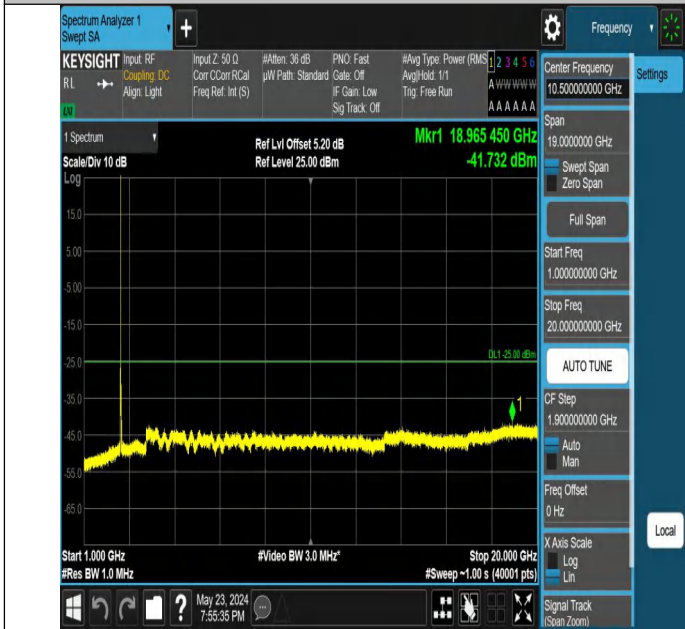 Spectrum Analyzer 1
Swept SA
+
Frequency
KEYSIGHT
RL
Input: RF
Coupling: DC
Align: Light
Input Z: 50 Ω
Corr CCorr RCal
Freq Ref: Int (S)
#Atten: 36 dB
µW Path: Standard
PNO: Fast
Gate: Off
IF Gain: Low
Sig Track: Off
#Avg Type: Power (RMS
Avg|Hold: 1/1
Trig: Free Run
1 2 3 4 5 6
A W W W W W
A A A A A A
1 Spectrum
Scale/Div 10 dB
Log
Ref Lvl Offset 5.20 dB
Ref Level 25.00 dBm
Mkr1 18.965 450 GHz
-41.732 dBm
15.0
5.00
-5.00
-15.0
-25.0
-35.0
-45.0
-55.0
-65.0
DL1 -25.00 dBm
1
Start 1.000 GHz
#Res BW 1.0 MHz
#Video BW 3.0 MHz*
Stop 20.000 GHz
#Sweep ~1.00 s (40001 pts)
Center Frequency
10.500000000 GHz
Settings
Span
19.0000000 GHz
Swept Span
Zero Span
Full Span
Start Freq
1.000000000 GHz
Stop Freq
20.000000000 GHz
AUTO TUNE
CF Step
1.900000000 GHz
Auto
Man
Freq Offset
0 Hz
X Axis Scale
Log
Lin
Local
Signal Track
(Span Zoom)
?
May 23, 2024
7:55:35 PM